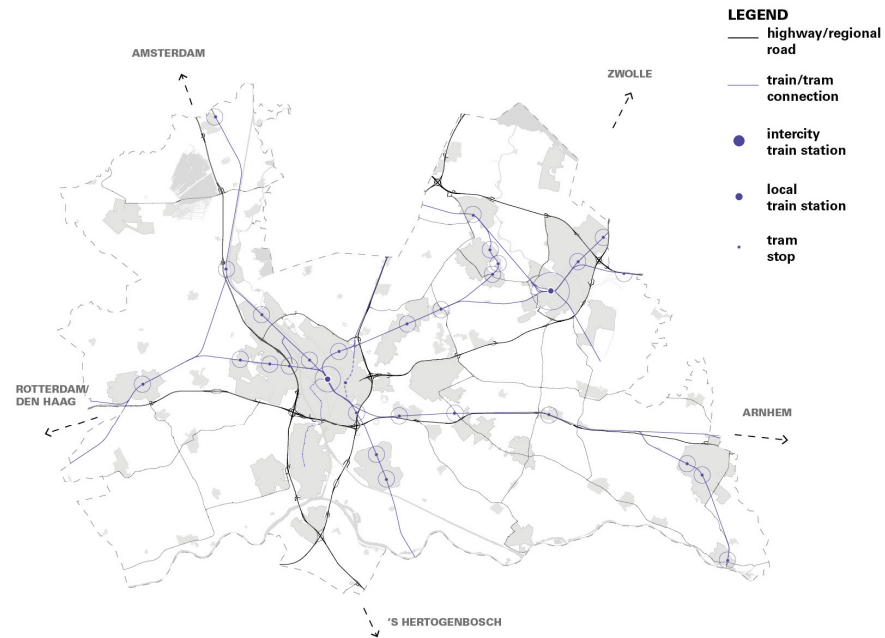 LEGEND
highway/regional
road
train/tram
connection
intercity
train station
local
train station
tram
stop
AMSTERDAM
ZWOLLE
ROTTERDAM/
DEN HAAG
ARNHEM
'S HERTOGENBOSCH